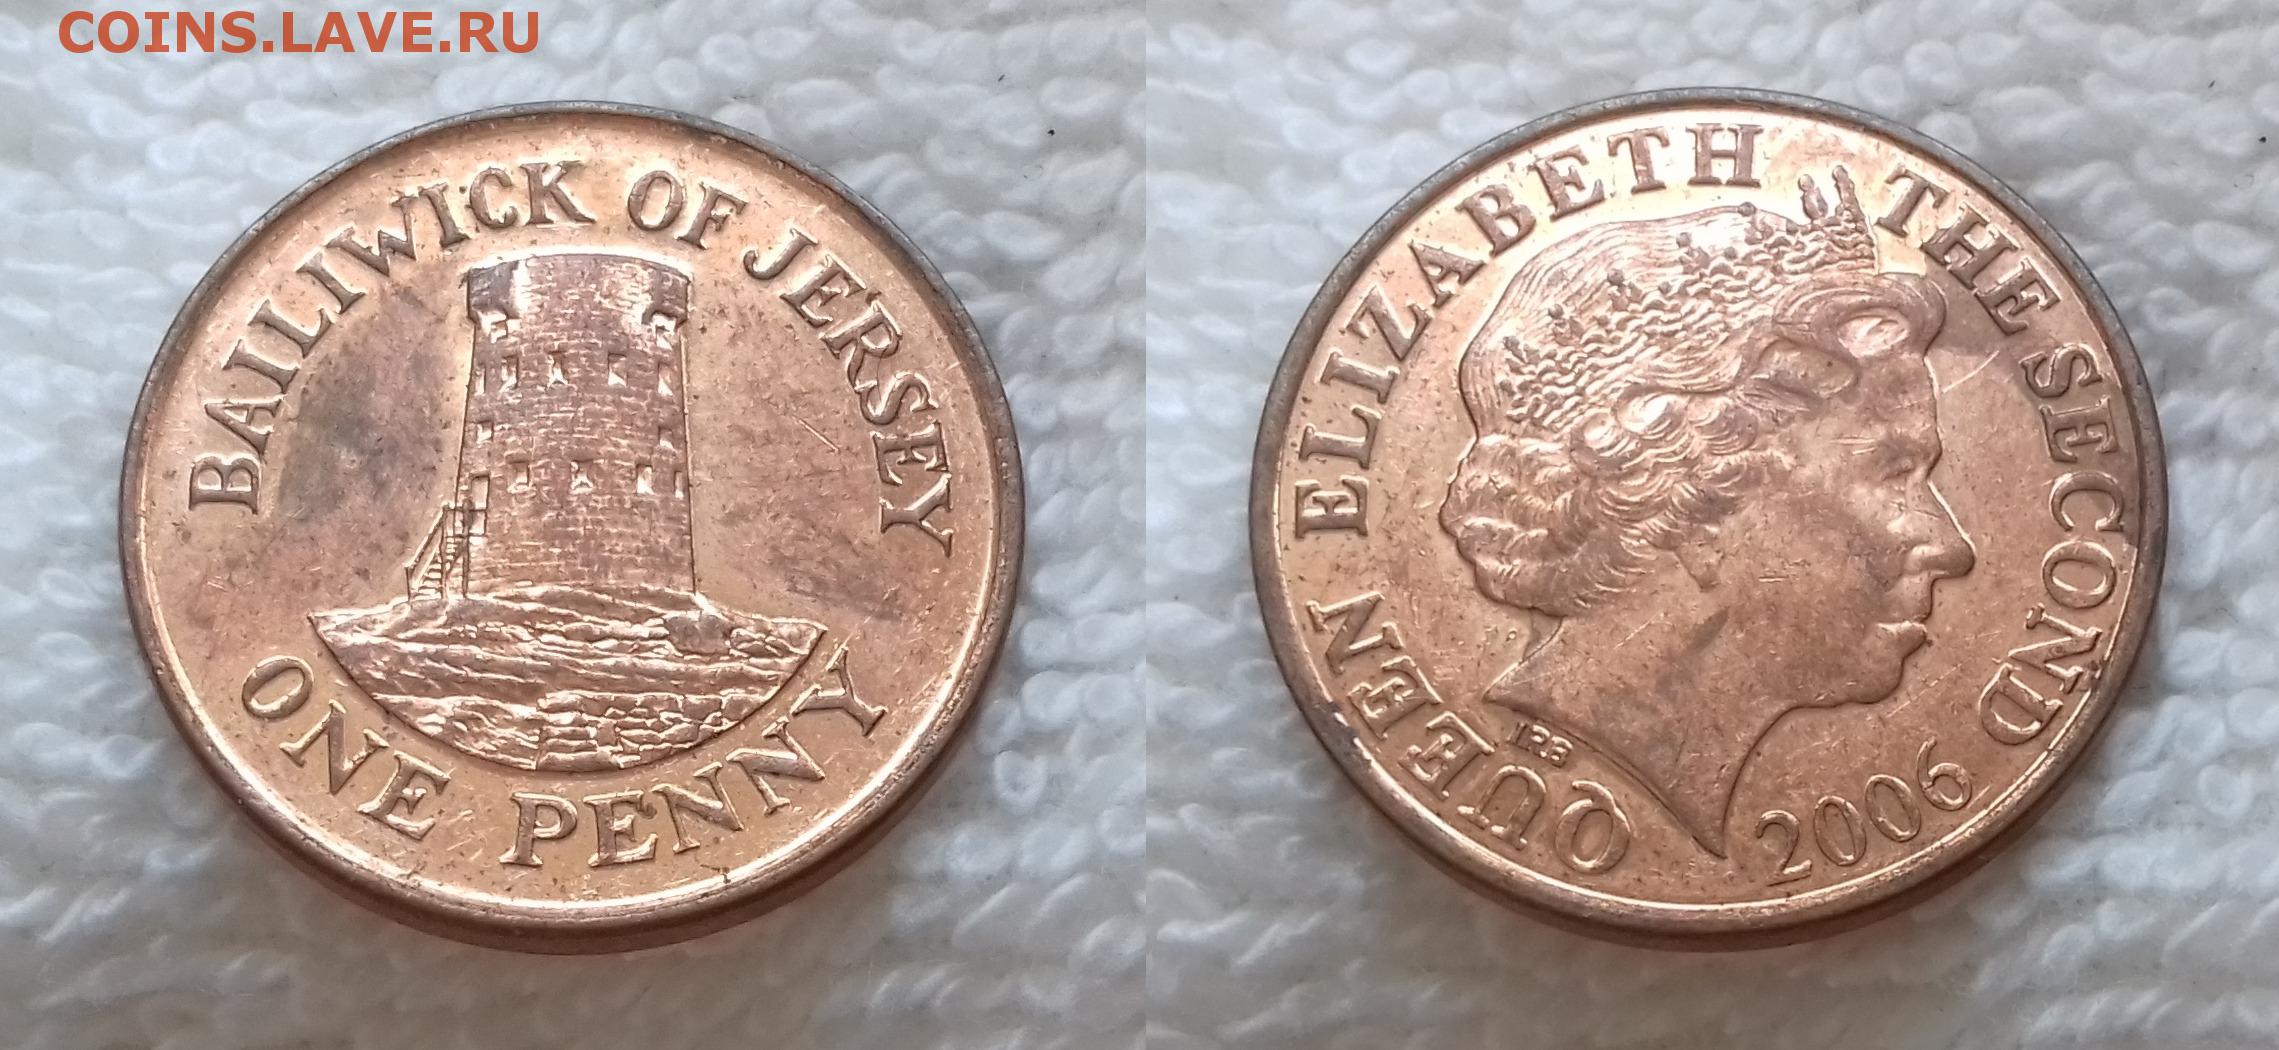 COINS.LAVE.RU
BAILIWICK OF JERSEY
ONE PENNY
QUEEN ELIZABETH THE SECOND
2006
IRB